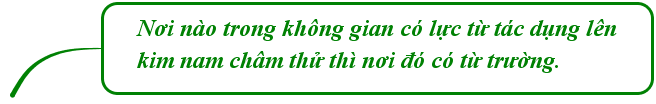 Nơi nào trong không gian có lực từ tác dụng lên
kim nam châm thử thì nơi đó có từ trường.